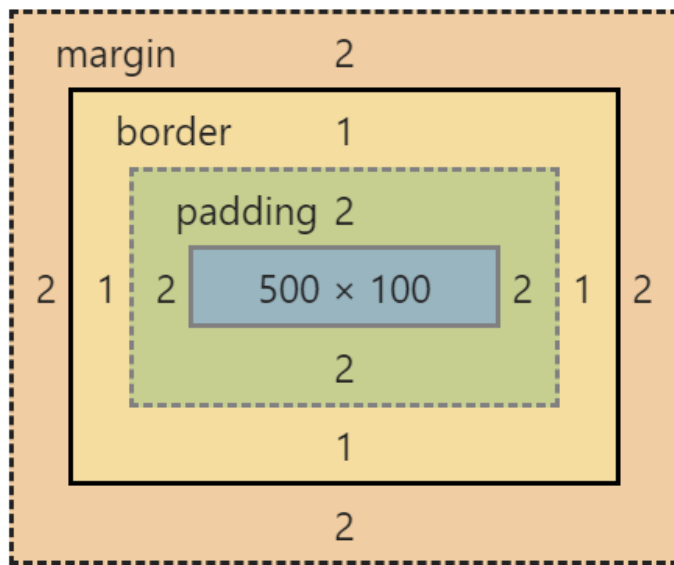 margin 2
border 1
padding 2
2 1 2 500 × 100 2 1 2
2
1
2